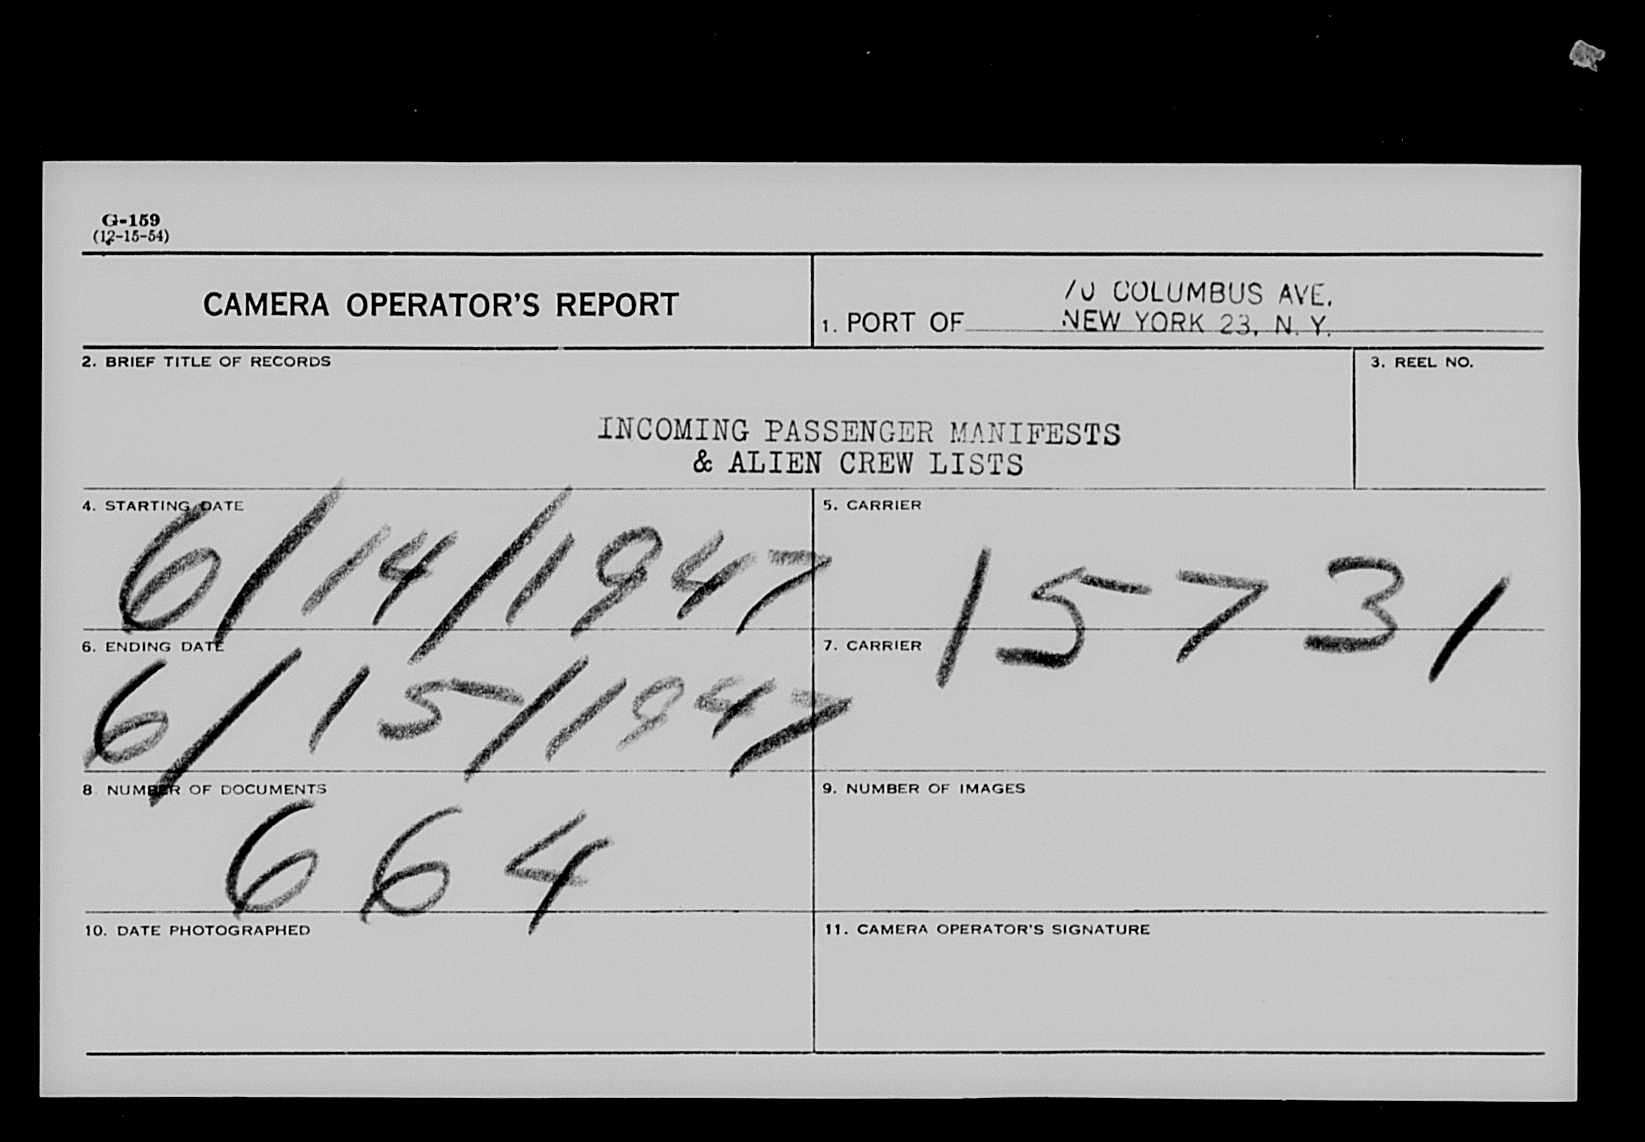 G-159
(12-15-54)
CAMERA OPERATOR'S REPORT
70 COLUMBUS AVE.
1. PORT OF NEW YORK 23, N. Y.
2. BRIEF TITLE OF RECORDS
3. REEL NO.
INCOMING PASSENGER MANIFESTS
& ALIEN CREW LISTS
4. STARTING DATE
6/14/1947
5. CARRIER
15731
6. ENDING DATE
6/15/1947
7. CARRIER
8 NUMBER OF DOCUMENTS
664
9. NUMBER OF IMAGES
10. DATE PHOTOGRAPHED
11. CAMERA OPERATOR'S SIGNATURE